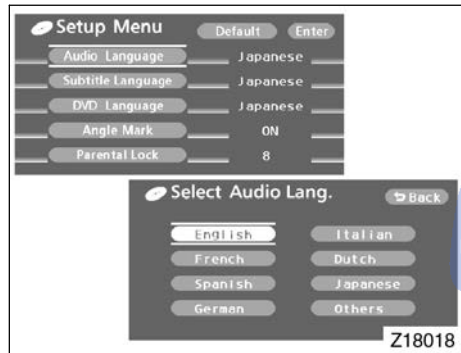 Setup Menu Default Enter
Audio Language Japanese
Subtitle Language Japanese
DVD Language Japanese
Angle Mark ON
Parental Lock 8
Select Audio Lang. Back
English Italian
French Dutch
Spanish Japanese
German Others
Z18018